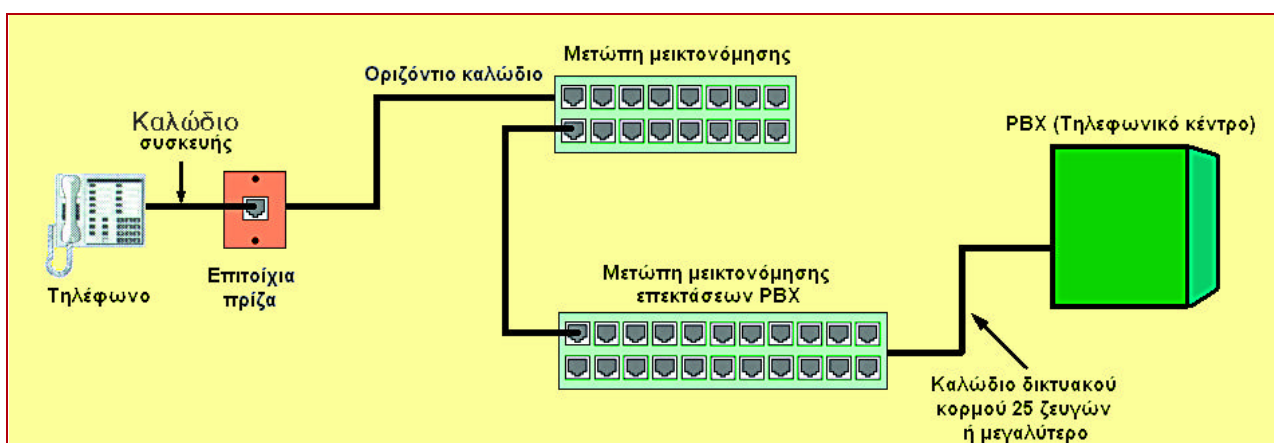 Μετώπη μεικτονόμησης
Οριζόντιο καλώδιο
Καλώδιο
συσκευής
PBX (Τηλεφωνικό κέντρο)
Τηλέφωνο
Επιτοίχια
πρίζα
Μετώπη μεικτονόμησης
επεκτάσεων PBX
Καλώδιο δικτυακού
κορμού 25 ζευγών
ή μεγαλύτερο